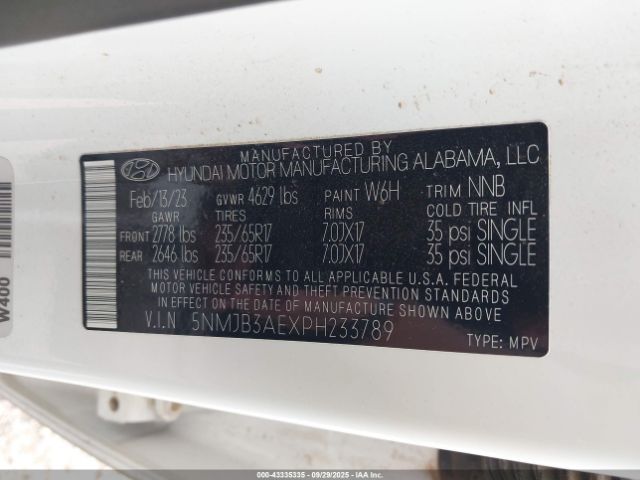 MANUFACTURED BY
HYUNDAI MOTOR MANUFACTURING ALABAMA, LLC
Feb/13/23 GVWR 4629 lbs PAINT W6H TRIM NNB
GAWR TIRES RIMS COLD TIRE INFL
FRONT 2778 lbs 235/65R17 7.0JX17 35 psi SINGLE
REAR 2646 lbs 235/65R17 7.0JX17 35 psi SINGLE
THIS VEHICLE CONFORMS TO ALL APPLICABLE U.S.A. FEDERAL
MOTOR VEHICLE SAFETY, BUMPER, AND THEFT PREVENTION STANDARDS
IN EFFECT ON THE DATE OF MANUFACTURE SHOWN ABOVE.
V.I.N 5NMJB3AEXPH233789
TYPE: MPV
W400
000-43335335 - 09/29/2025 - IAAI.COM